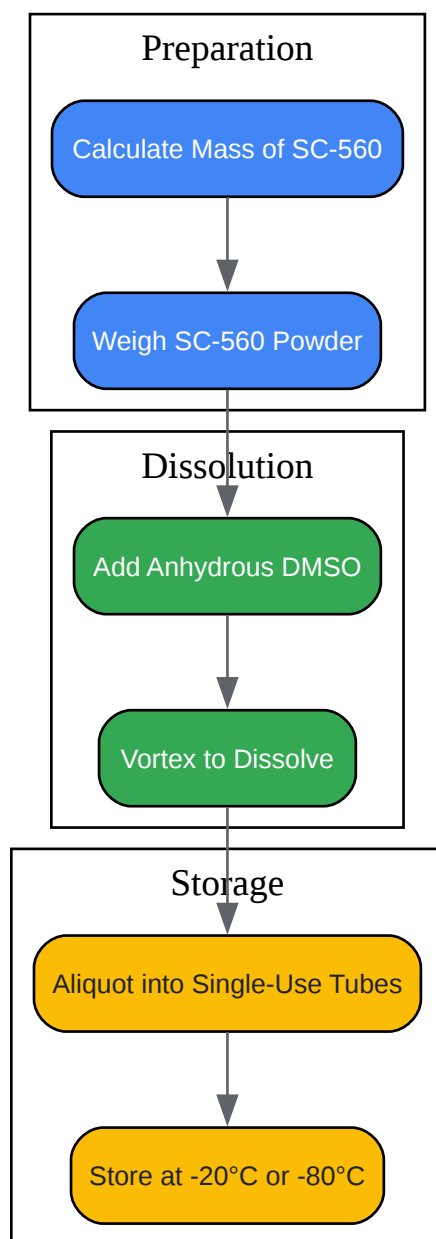 Preparation
Calculate Mass of SC-560
Weigh SC-560 Powder
Dissolution
Add Anhydrous DMSO
Vortex to Dissolve
Storage
Aliquot into Single-Use Tubes
Store at -20°C or -80°C